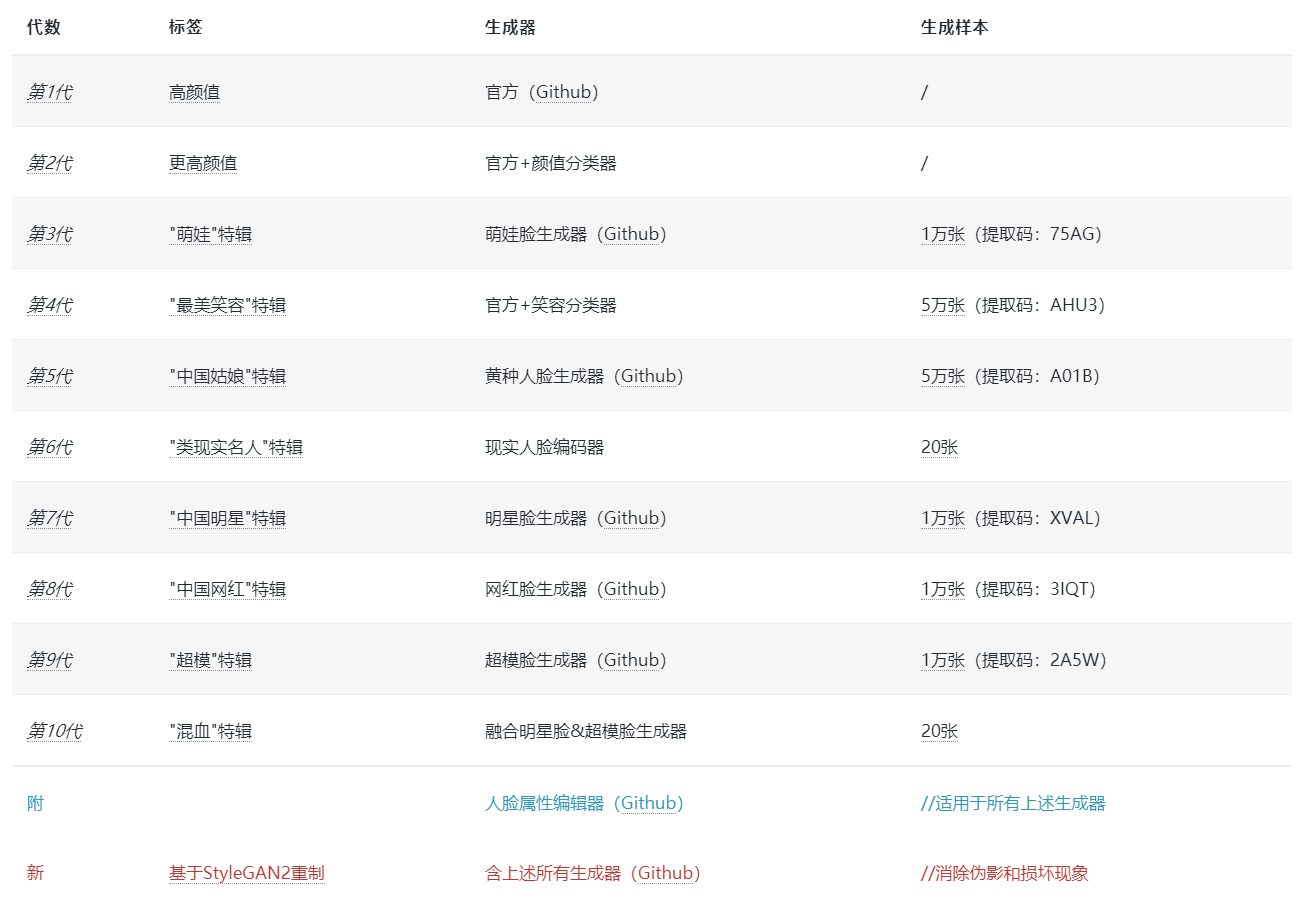 代数 标签 生成器 生成样本
第1代 高颜值 官方（Github） /
第2代 更高颜值 官方+颜值分类器 /
第3代 "萌娃"特辑 萌娃脸生成器（Github） 1万张（提取码：75AG）
第4代 "最美笑容"特辑 官方+笑容分类器 5万张（提取码：AHU3）
第5代 "中国姑娘"特辑 黄种人脸生成器（Github） 5万张（提取码：A01B）
第6代 "类现实名人"特辑 现实人脸编码器 20张
第7代 "中国明星"特辑 明星脸生成器（Github） 1万张（提取码：XVAL）
第8代 "中国网红"特辑 网红脸生成器（Github） 1万张（提取码：3IQT）
第9代 "超模"特辑 超模脸生成器（Github） 1万张（提取码：2A5W）
第10代 "混血"特辑 融合明星脸&超模脸生成器 20张
附 人脸属性编辑器（Github） //适用于所有上述生成器
新 基于StyleGAN2重制 含上述所有生成器（Github） //消除伪影和损坏现象